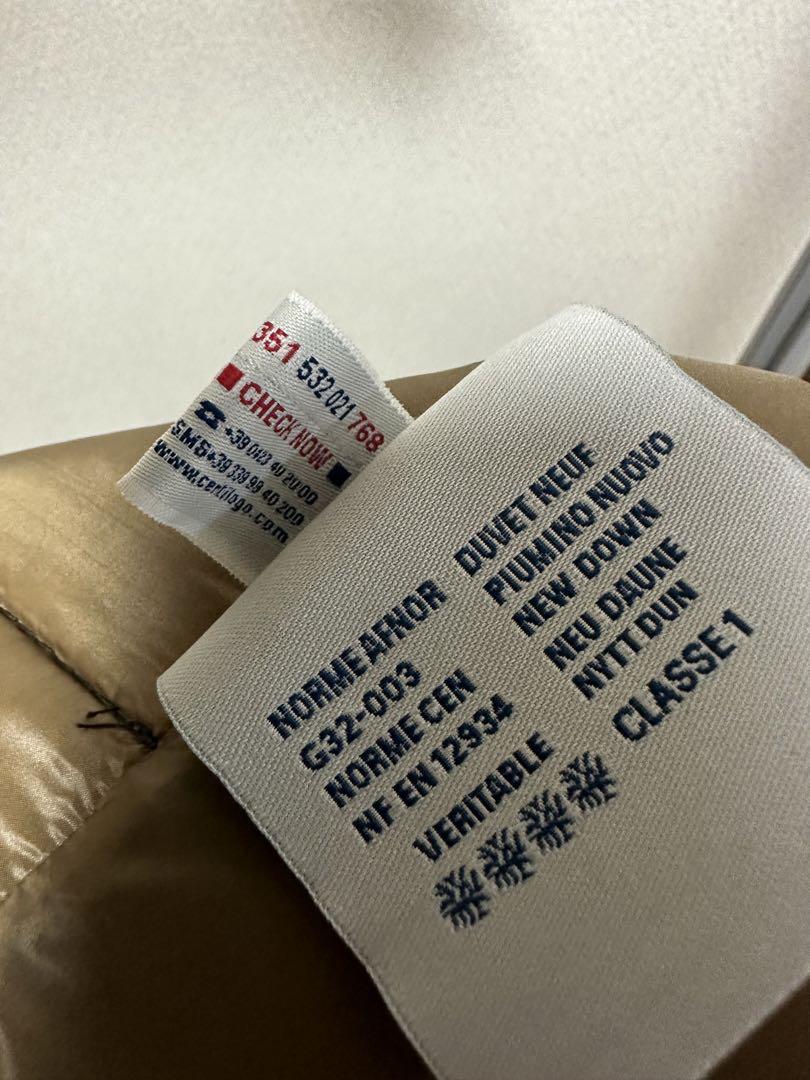 351 532 021 768
CHECK NOW
+39 0423 40 20 00
SMS +39 339 99 40 200
www.certilogo.com
NORME AFNOR
G32-003
NORME CEN
NF EN 12934
VERITABLE
DUVET NEUF
PIUMINO NUOVO
NEW DOWN
NEU DAUNE
NYTT DUN
CLASSE 1